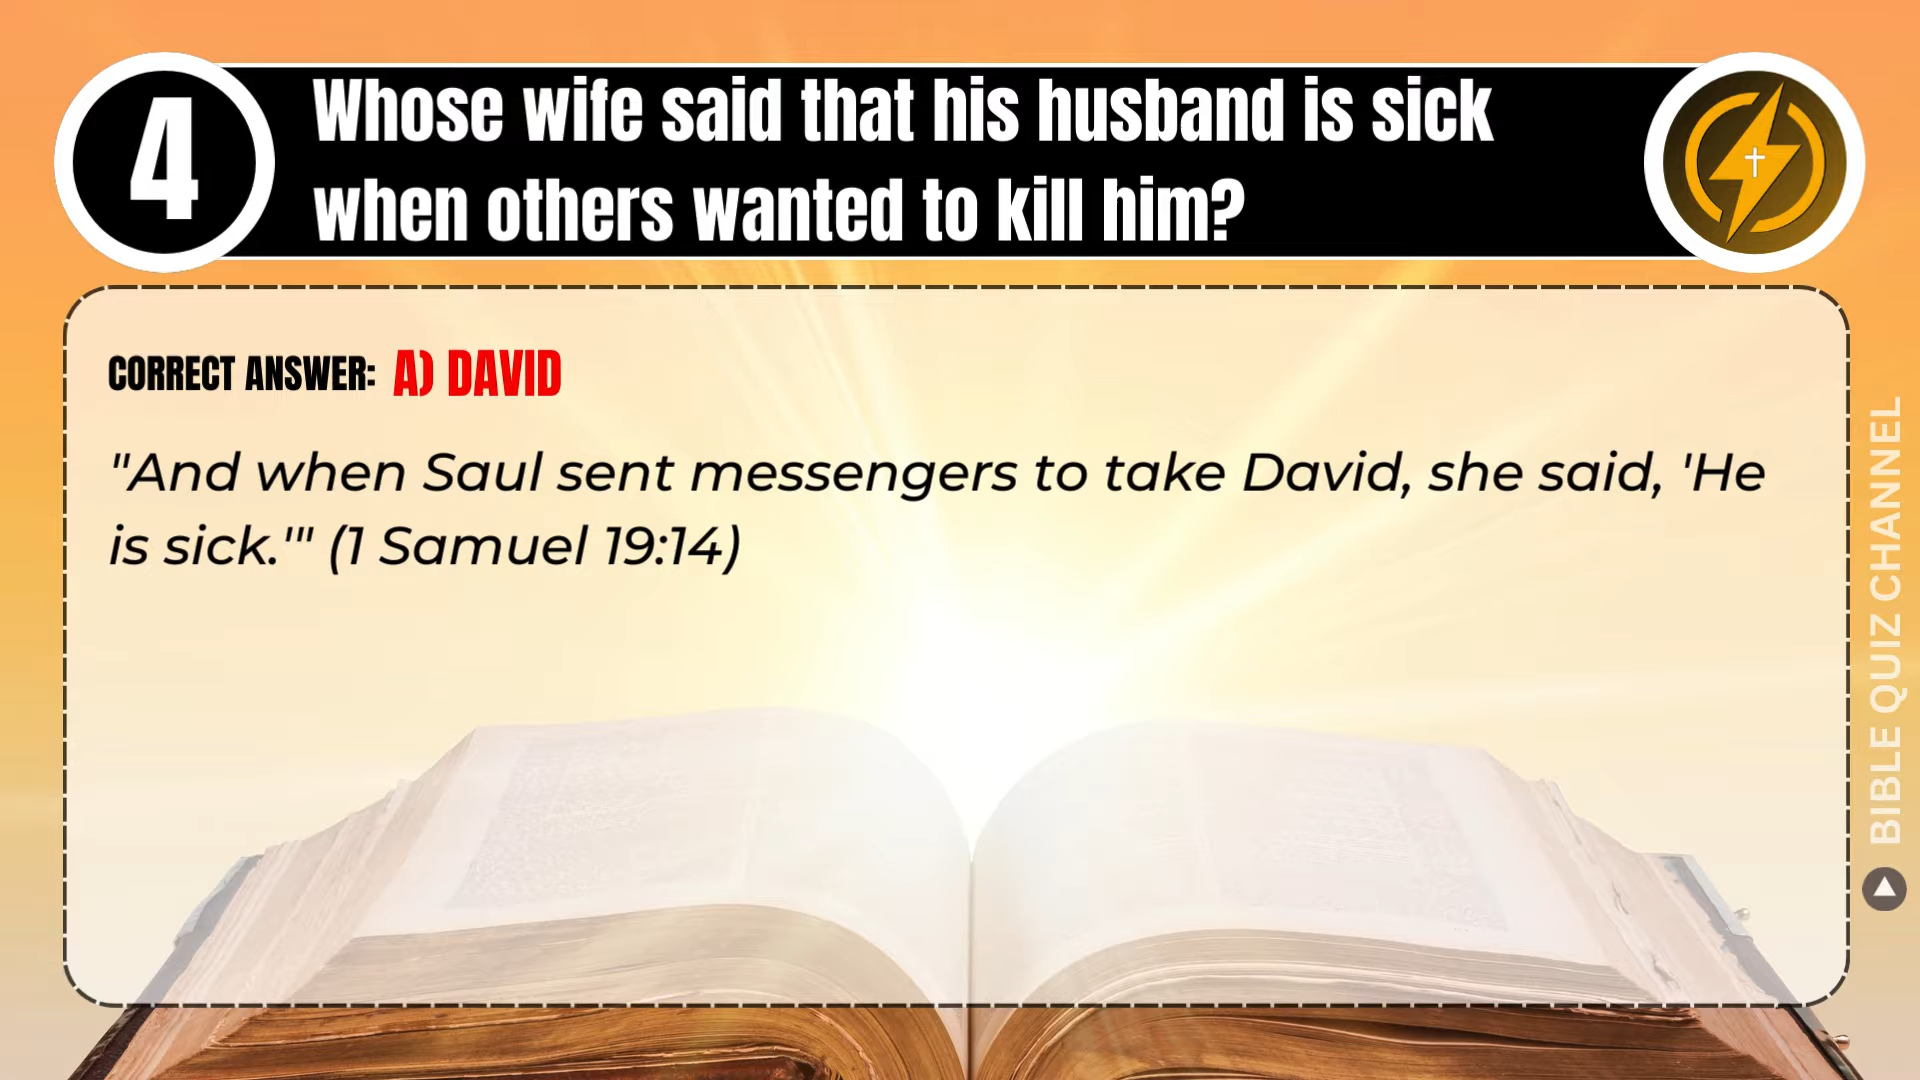 4
Whose wife said that his husband is sick
when others wanted to kill him?
CORRECT ANSWER: A) DAVID
"And when Saul sent messengers to take David, she said, 'He
is sick.'" (1 Samuel 19:14)
BIBLE QUIZ CHANNEL